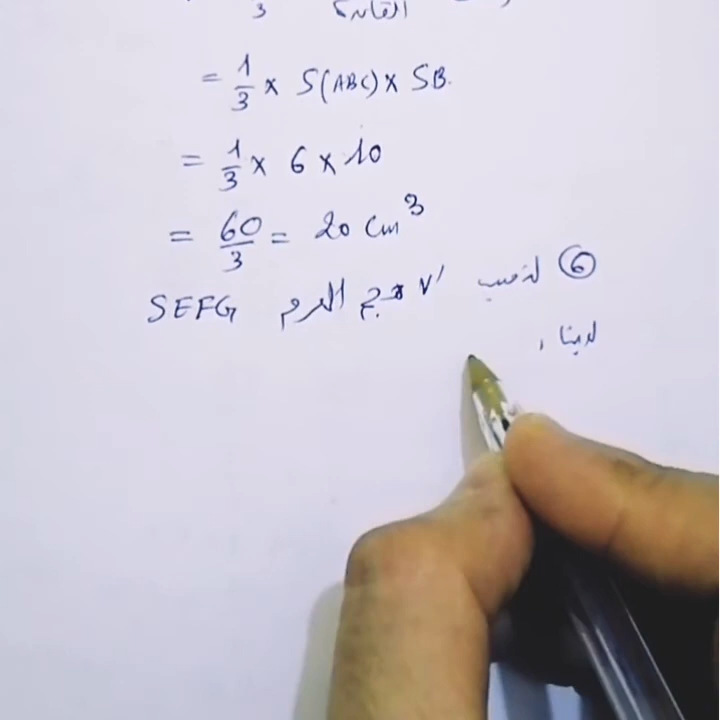 القاعدة 3
= 1/3 × S(ABC) × SB.
= 1/3 × 6 × 10
= 60/3 = 20 cm³
⑥ لنحسب V' حجم الهرم SEFG
لدينا ,